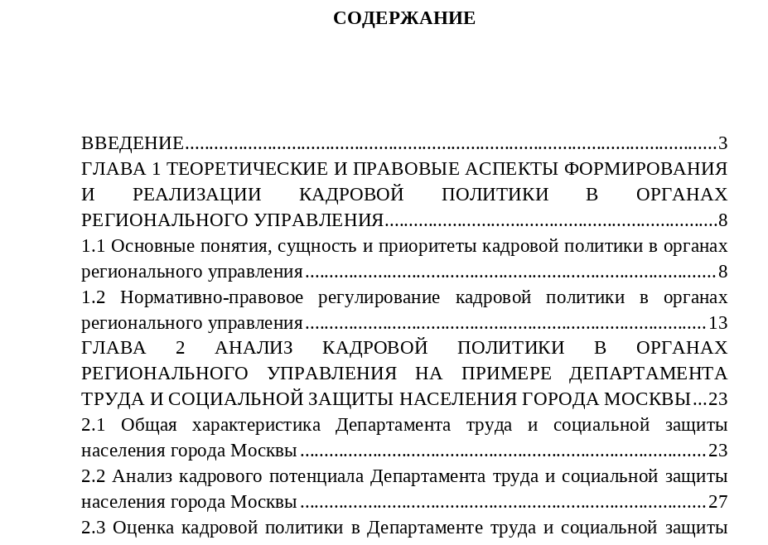 СОДЕРЖАНИЕ
ВВЕДЕНИЕ....................................................................................................3
ГЛАВА 1 ТЕОРЕТИЧЕСКИЕ И ПРАВОВЫЕ АСПЕКТЫ ФОРМИРОВАНИЯ
И РЕАЛИЗАЦИИ КАДРОВОЙ ПОЛИТИКИ В ОРГАНАХ
РЕГИОНАЛЬНОГО УПРАВЛЕНИЯ.....................................................................8
1.1 Основные понятия, сущность и приоритеты кадровой политики в органах
регионального управления.....................................................................................8
1.2 Нормативно-правовое регулирование кадровой политики в органах
регионального управления...................................................................................13
ГЛАВА 2 АНАЛИЗ КАДРОВОЙ ПОЛИТИКИ В ОРГАНАХ
РЕГИОНАЛЬНОГО УПРАВЛЕНИЯ НА ПРИМЕРЕ ДЕПАРТАМЕНТА
ТРУДА И СОЦИАЛЬНОЙ ЗАЩИТЫ НАСЕЛЕНИЯ ГОРОДА МОСКВЫ...23
2.1 Общая характеристика Департамента труда и социальной защиты
населения города Москвы....................................................................................23
2.2 Анализ кадрового потенциала Департамента труда и социальной защиты
населения города Москвы....................................................................................27
2.3 Оценка кадровой политики в Департаменте труда и социальной защиты